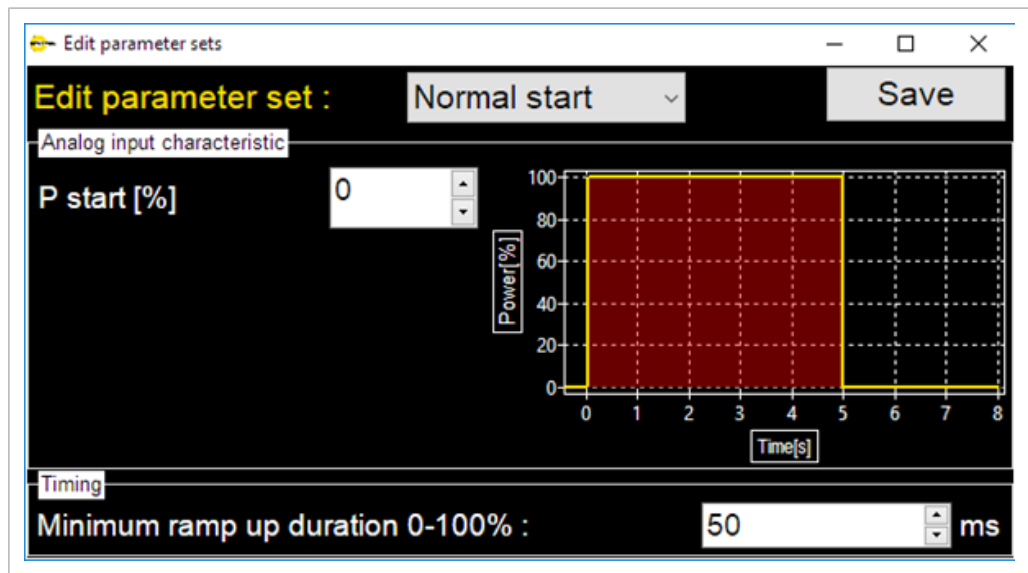 Edit parameter sets
Edit parameter set : Normal start Save
Analog input characteristic
P start [%] 0
100
80
60
40
20
0
Power[%]
0 1 2 3 4 5 6 7 8
Time[s]
Timing
Minimum ramp up duration 0-100% : 50 ms